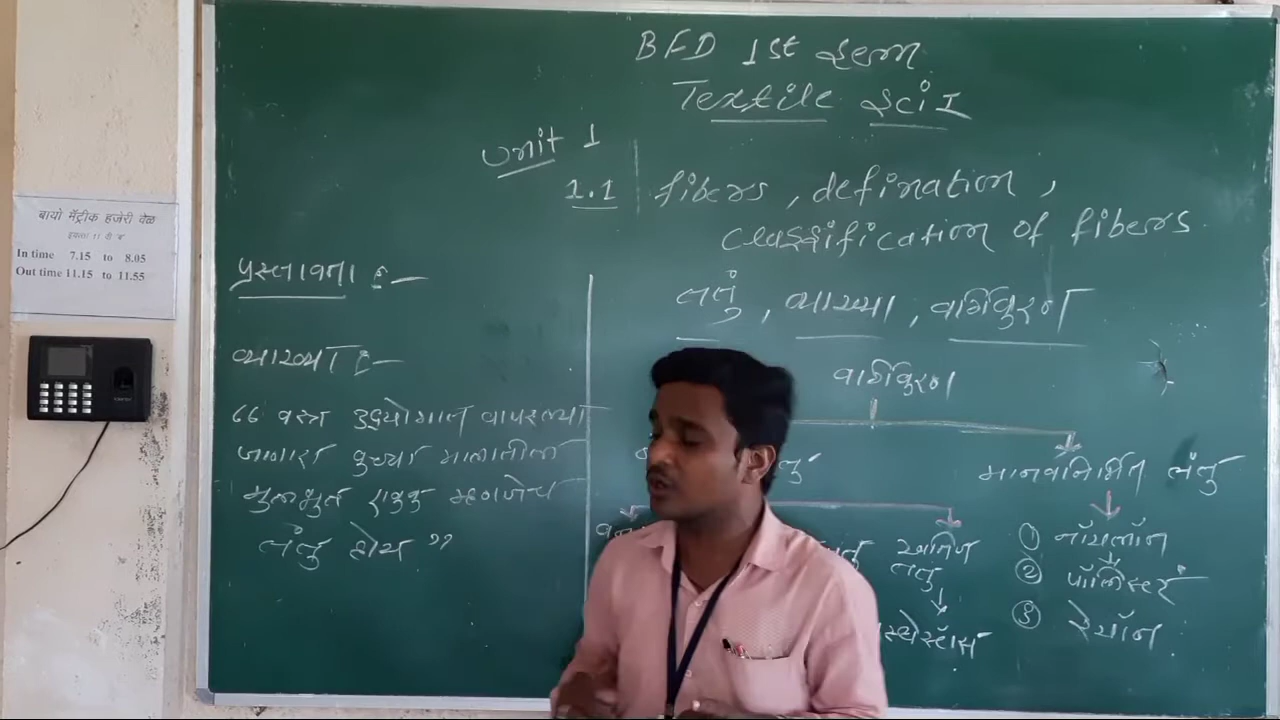 BFD 1st sem
Textile Sci I
Unit 1
1.1 fibers, defination,
classification of fibers
तंतु, व्याख्या, वर्गिकरण
बायो मॅट्रीक हजेरी वेळ
In time 7.15 to 8.05
Out time 11.15 to 11.55
प्रस्तावना :-
व्याख्या :-
“ वस्त्र उद्योगात वापरल्या
जाणारा कच्या मालातील
मुलभुत घटक म्हणजेच
तंतु होय ”
वर्गिकरण
मानवनिर्मित तंतु
खनिज
तंतु
① नॉयलॉन
② पॉलिस्टर
③ रेयॉन